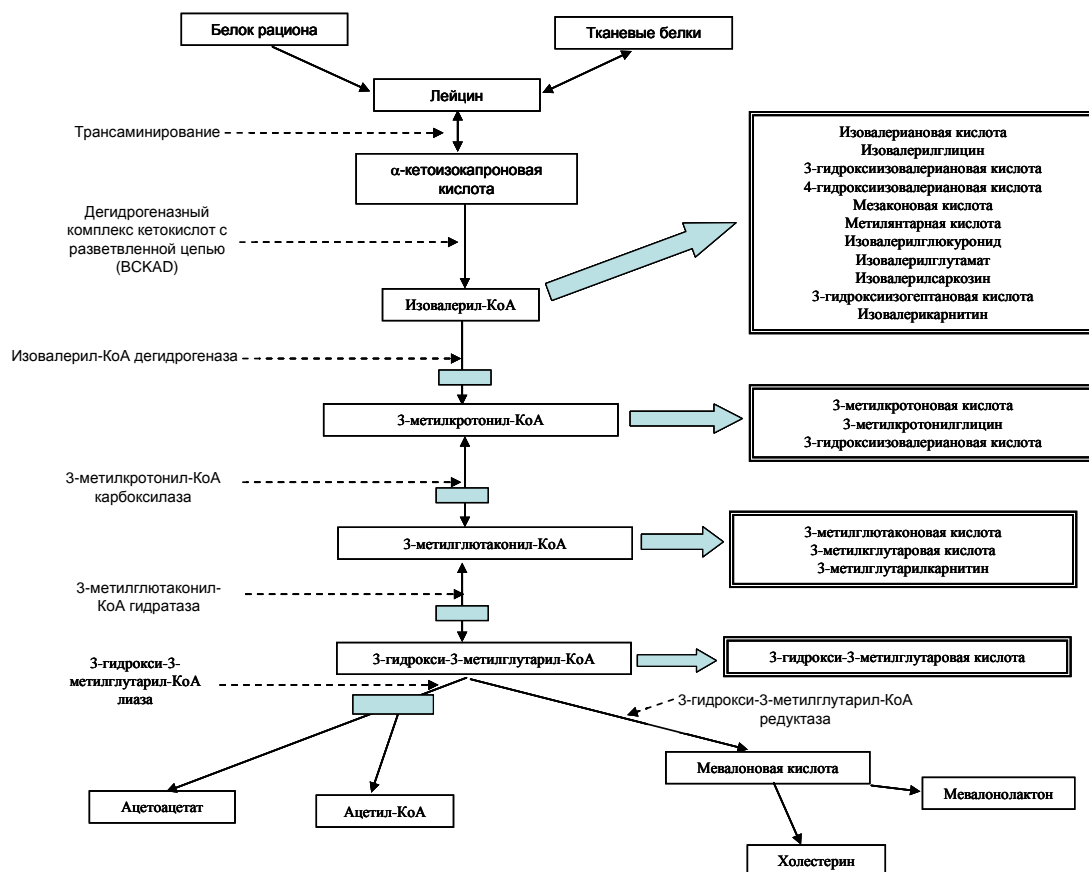 Белок рациона
Тканевые белки
Лейцин
Трансаминирование
α-кетоизокапроновая
кислота
Дегидрогеназный
комплекс кетокислот с
разветвленной цепью
(BCKAD)
Изовалерил-КоА
Изовалериановая кислота
Изовалерилглицин
3-гидроксиизовалериановая кислота
4-гидроксиизовалериановая кислота
Мезаконовая кислота
Метилянтарная кислота
Изовалерилглюкуронид
Изовалерилглутамат
Изовалерилсаркозин
3-гидроксиизогептановая кислота
Изовалерикарнитин
Изовалерил-КоА дегидрогеназа
3-метилкротонил-КоА
3-метилкротоновая кислота
3-метилкротонилглицин
3-гидроксиизовалериановая кислота
3-метилкротонил-КоА
карбоксилаза
3-метилглютаконил-КоА
3-метилглютаконовая кислота
3-метилкглутаровая кислота
3-метилглутарилкарнитин
3-метилглютаконил-
КоА гидратаза
3-гидрокси-3-метилглутарил-КоА
3-гидрокси-3-метилглутаровая кислота
3-гидрокси-3-
метилглутарил-КоА
лиаза
3-гидрокси-3-метилглутарил-КоА
редуктаза
Мевалоновая кислота
Ацетоацетат
Ацетил-КоА
Мевалонолактон
Холестерин